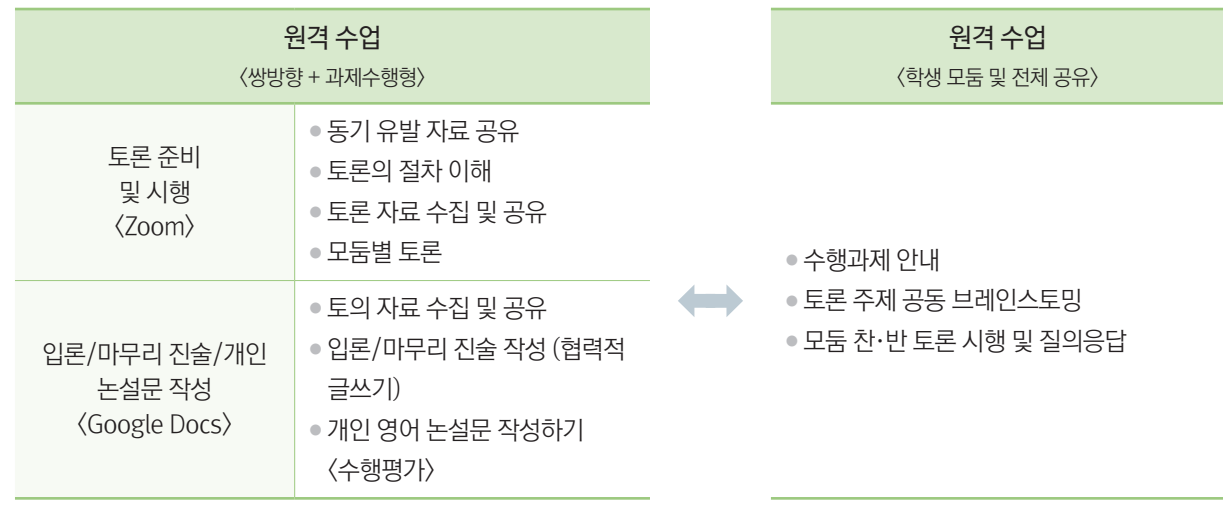 원격 수업
〈쌍방향 + 과제수행형〉
토론 준비
및 시행
〈Zoom〉
● 동기 유발 자료 공유
● 토론의 절차 이해
● 토론 자료 수집 및 공유
● 모둠별 토론
입론/마무리 진술/개인
논설문 작성
〈Google Docs〉
● 토의 자료 수집 및 공유
● 입론/마무리 진술 작성 (협력적
글쓰기)
● 개인 영어 논설문 작성하기
〈수행평가〉
원격 수업
〈학생 모둠 및 전체 공유〉
● 수행과제 안내
● 토론 주제 공동 브레인스토밍
● 모둠 찬·반 토론 시행 및 질의응답